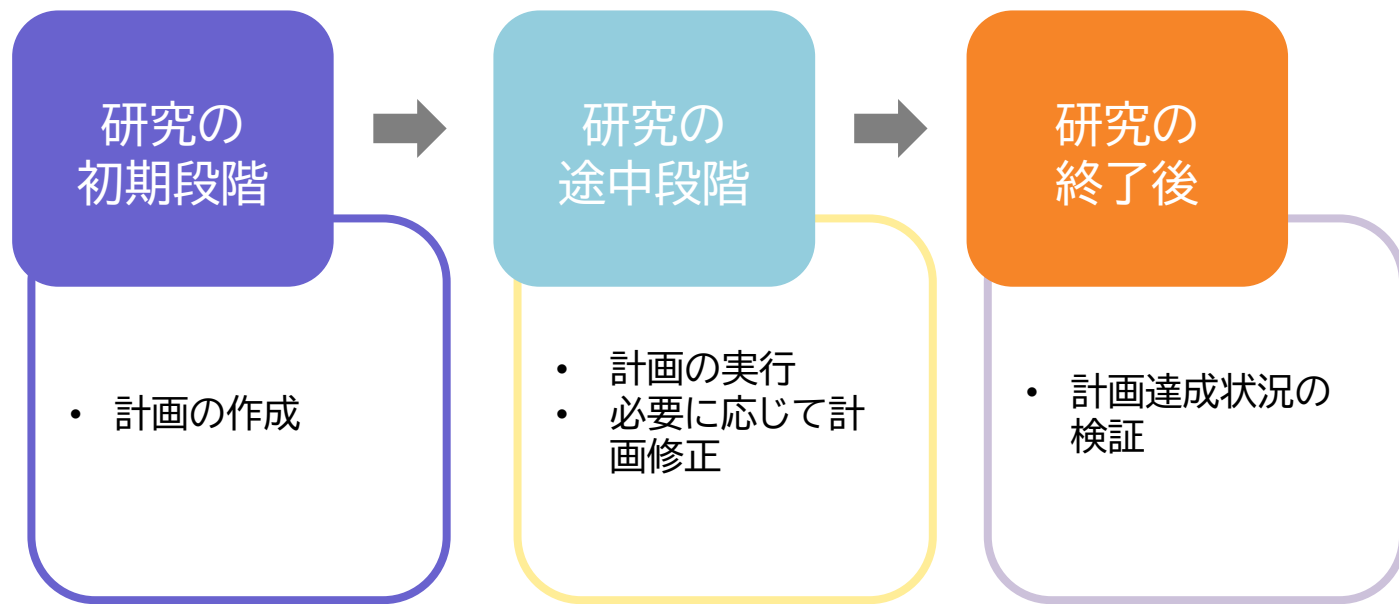 研究の
初期段階
研究の
途中段階
研究の
終了後
• 計画の作成
• 計画の実行
• 必要に応じて計
画修正
• 計画達成状況の
検証